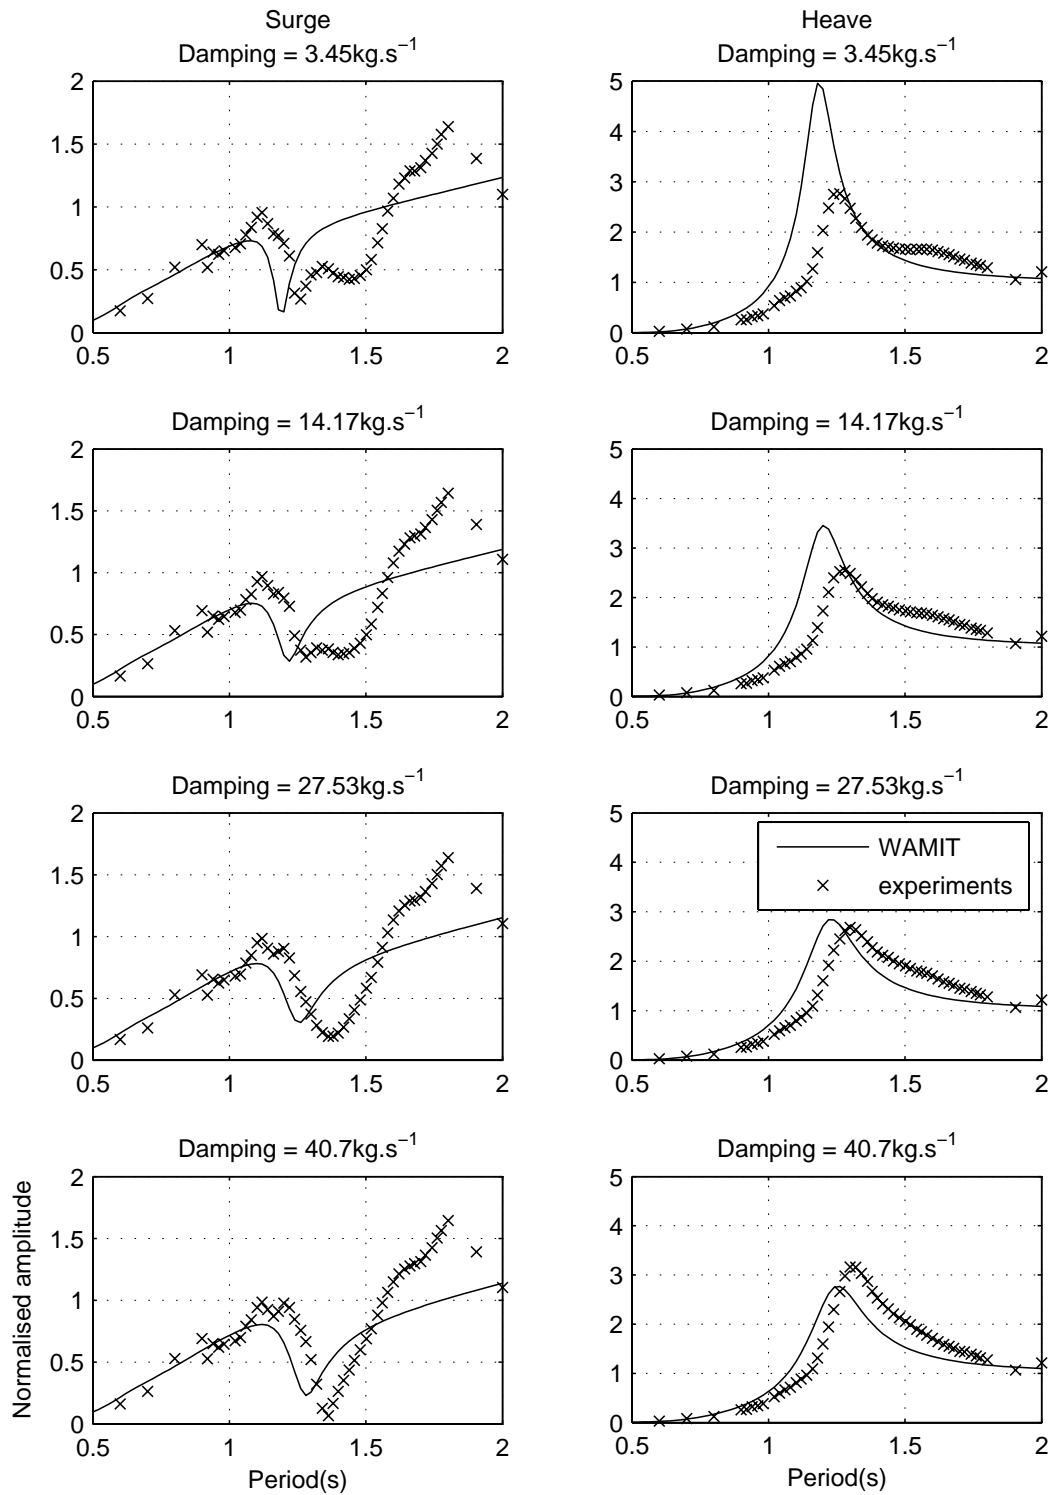 Surge
Damping = 3.45kg.s−1
Heave
Damping = 3.45kg.s−1
2
1.5
1
0.5
0
0.5 1 1.5 2
5
4
3
2
1
0
0.5 1 1.5 2
Damping = 14.17kg.s−1
Damping = 14.17kg.s−1
2
1.5
1
0.5
0
0.5 1 1.5 2
5
4
3
2
1
0
0.5 1 1.5 2
Damping = 27.53kg.s−1
Damping = 27.53kg.s−1
2
1.5
1
0.5
0
0.5 1 1.5 2
5
4
3
2
1
0
0.5 1 1.5 2
WAMIT
experiments
Damping = 40.7kg.s−1
Damping = 40.7kg.s−1
Normalised amplitude
2
1.5
1
0.5
0
0.5 1 1.5 2
Period(s)
5
4
3
2
1
0
0.5 1 1.5 2
Period(s)